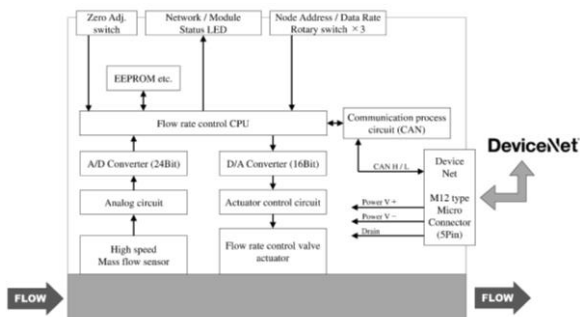 Zero Adj.
switch
Network / Module
Status LED
Node Address / Data Rate
Rotary switch × 3
EEPROM etc.
Flow rate control CPU
Communication process
circuit (CAN)
DeviceNet
A/D Converter (24Bit)
D/A Converter (16Bit)
CAN H / L
Device
Net
M12 type
Micro
Connector
(5Pin)
Analog circuit
Actuator control circuit
Power V +
Power V −
Drain
High speed
Mass flow sensor
Flow rate control valve
actuator
FLOW
FLOW